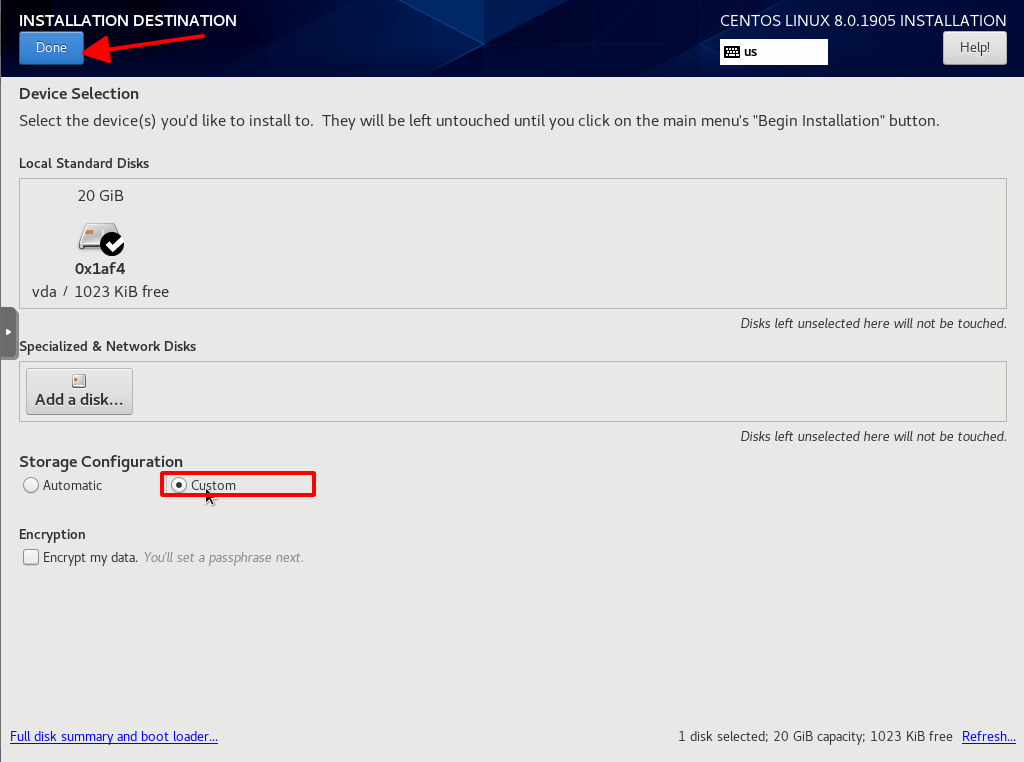 INSTALLATION DESTINATION
CENTOS LINUX 8.0.1905 INSTALLATION
Done
us
Help!
Device Selection
Select the device(s) you'd like to install to.  They will be left untouched until you click on the main menu's "Begin Installation" button.
Local Standard Disks
20 GiB
0x1af4
vda / 1023 KiB free
Disks left unselected here will not be touched.
Specialized & Network Disks
Add a disk...
Disks left unselected here will not be touched.
Storage Configuration
Automatic
Custom
Encryption
Encrypt my data. You'll set a passphrase next.
Full disk summary and boot loader...
1 disk selected; 20 GiB capacity; 1023 KiB free
Refresh...